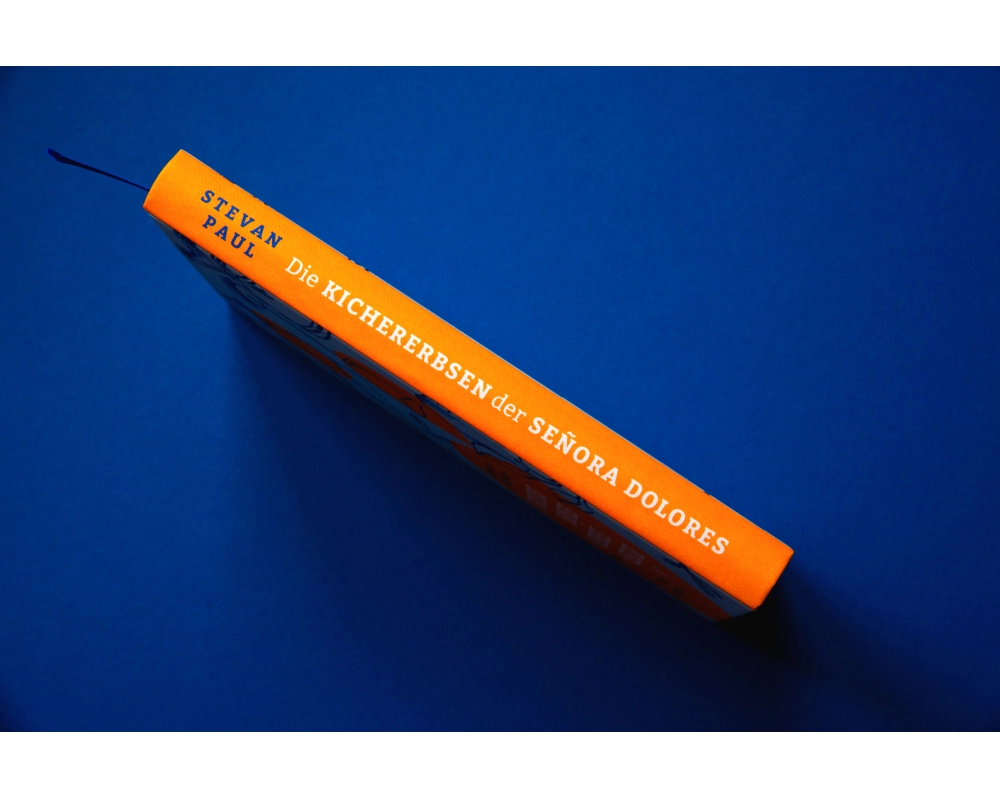 STEVAN
PAUL
Die KICHERERBSEN der SEÑORA DOLORES